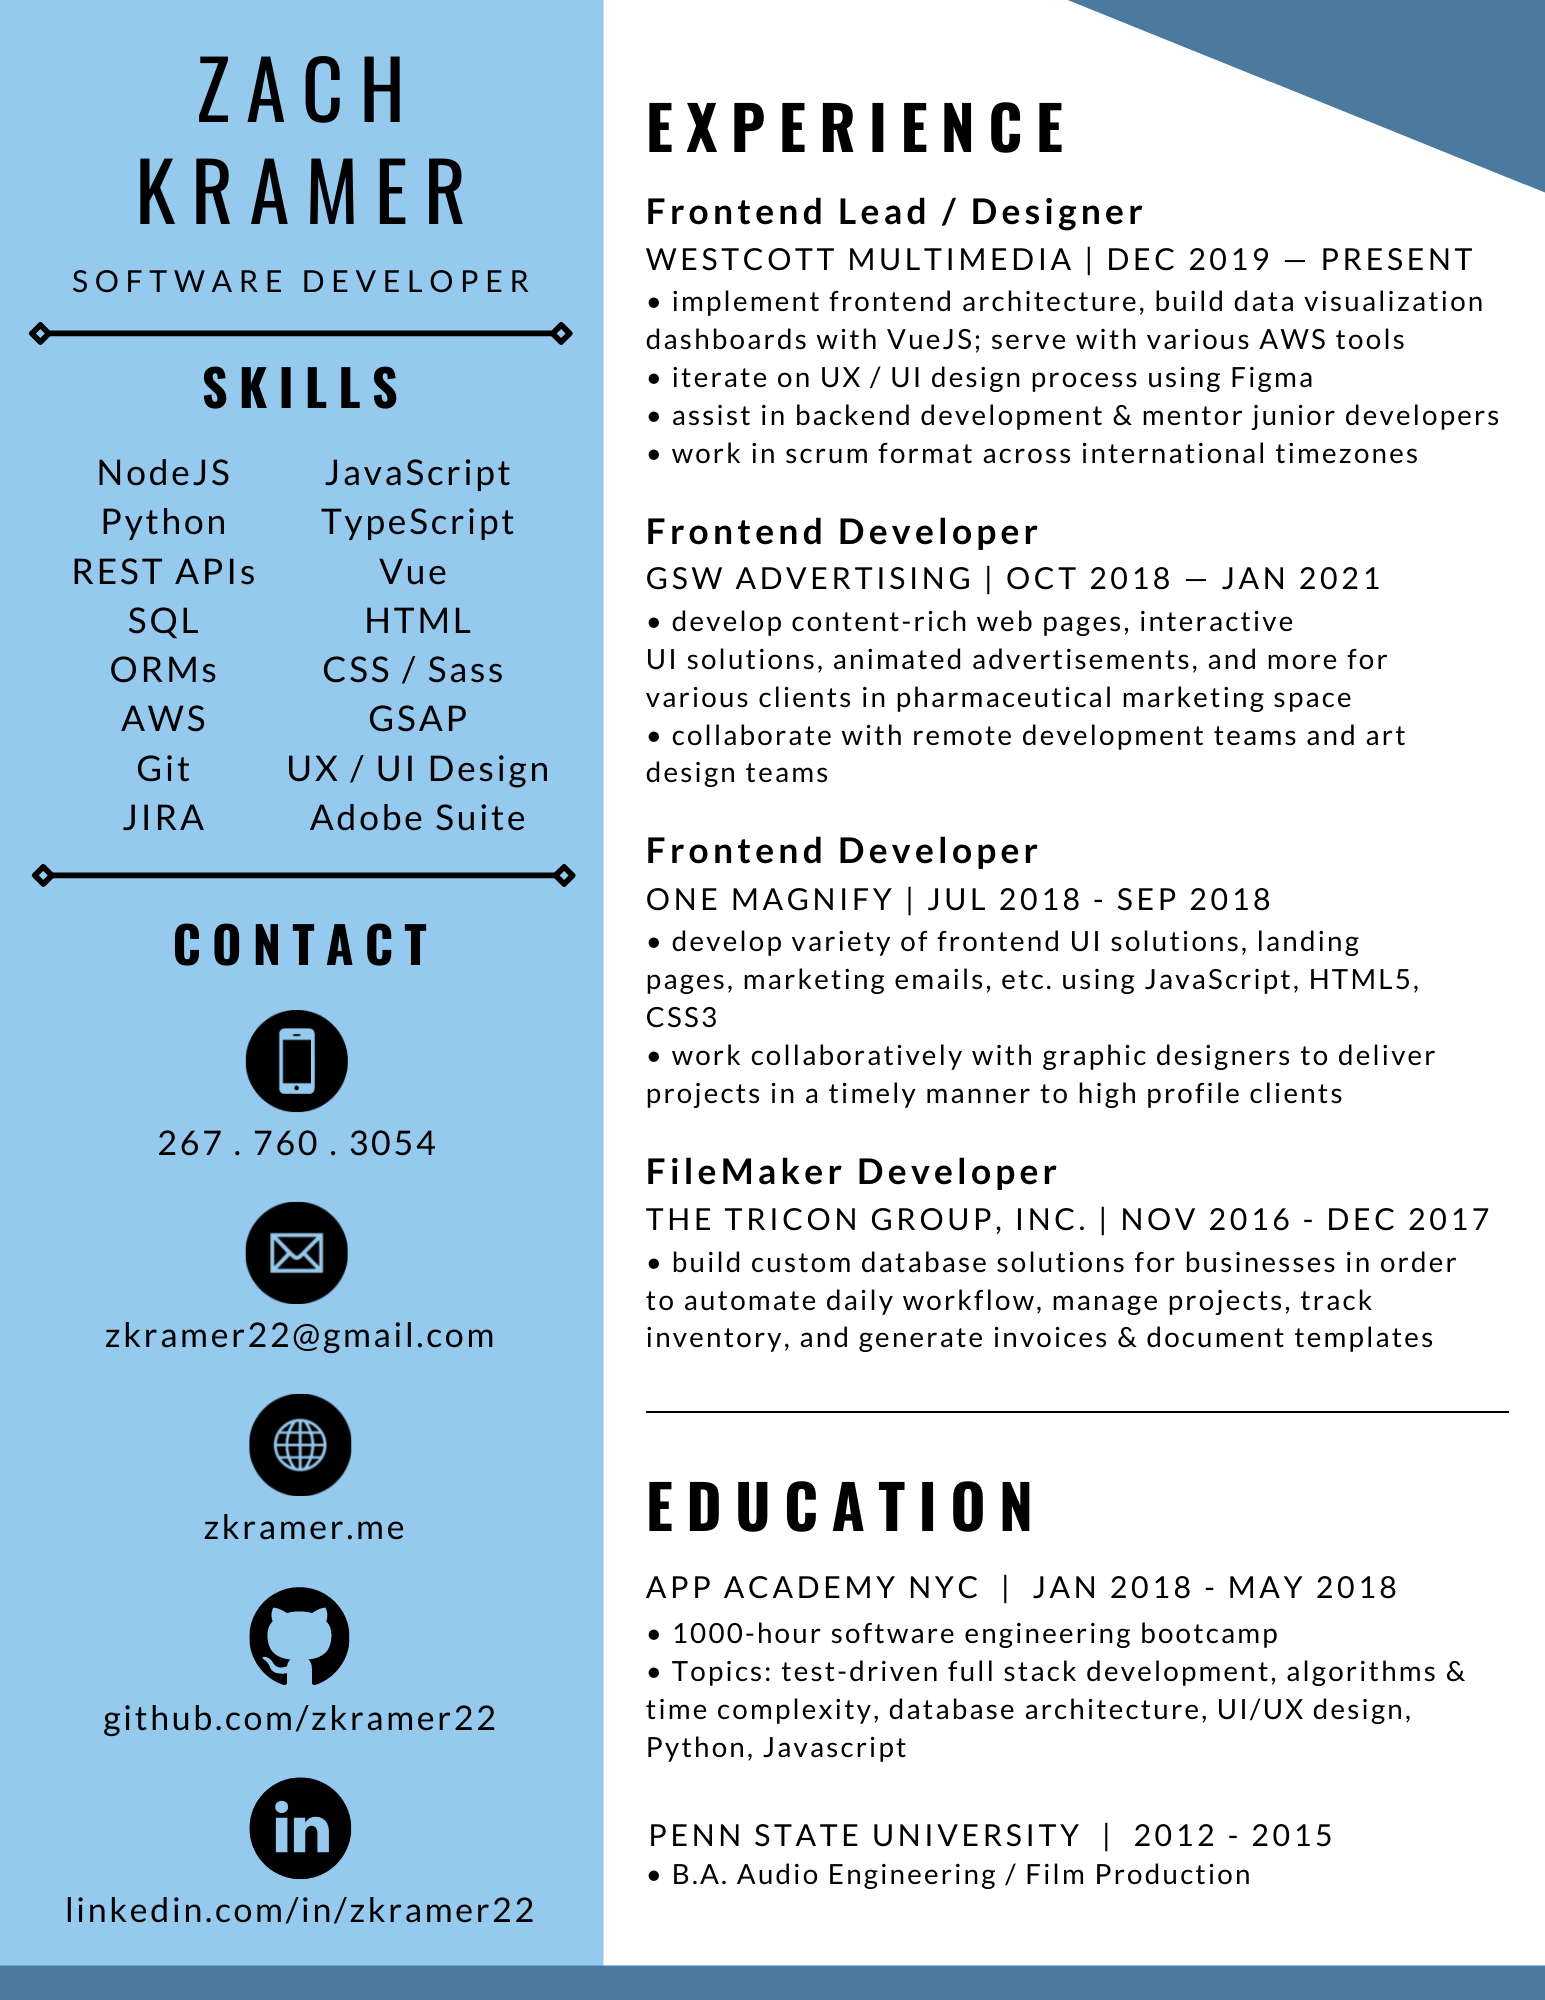 ZACH
KRAMER
SOFTWARE DEVELOPER
SKILLS
NodeJS
Python
REST APIs
SQL
ORMs
AWS
Git
JIRA
JavaScript
TypeScript
Vue
HTML
CSS / Sass
GSAP
UX / UI Design
Adobe Suite
CONTACT
267 . 760 . 3054
zkramer22@gmail.com
zkramer.me
github.com/zkramer22
in
linkedin.com/in/zkramer22
EXPERIENCE
Frontend Lead / Designer
WESTCOTT MULTIMEDIA | DEC 2019 — PRESENT
• implement frontend architecture, build data visualization
dashboards with VueJS; serve with various AWS tools
• iterate on UX / UI design process using Figma
• assist in backend development & mentor junior developers
• work in scrum format across international timezones
Frontend Developer
GSW ADVERTISING | OCT 2018 — JAN 2021
• develop content-rich web pages, interactive
UI solutions, animated advertisements, and more for
various clients in pharmaceutical marketing space
• collaborate with remote development teams and art
design teams
Frontend Developer
ONE MAGNIFY | JUL 2018 - SEP 2018
• develop variety of frontend UI solutions, landing
pages, marketing emails, etc. using JavaScript, HTML5,
CSS3
• work collaboratively with graphic designers to deliver
projects in a timely manner to high profile clients
FileMaker Developer
THE TRICON GROUP, INC. | NOV 2016 - DEC 2017
• build custom database solutions for businesses in order
to automate daily workflow, manage projects, track
inventory, and generate invoices & document templates
EDUCATION
APP ACADEMY NYC | JAN 2018 - MAY 2018
• 1000-hour software engineering bootcamp
• Topics: test-driven full stack development, algorithms &
time complexity, database architecture, UI/UX design,
Python, Javascript
PENN STATE UNIVERSITY | 2012 - 2015
• B.A. Audio Engineering / Film Production